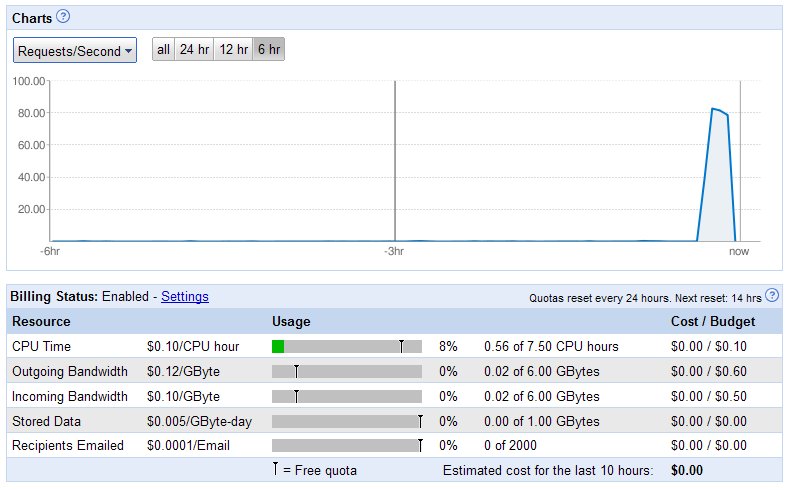 Charts ?
Requests/Second all 24 hr 12 hr 6 hr
100.00
80.00
60.00
40.00
20.00
-6hr -3hr now
Billing Status: Enabled - Settings Quotas reset every 24 hours. Next reset: 14 hrs ?
Resource Usage Cost / Budget
CPU Time $0.10/CPU hour 8% 0.56 of 7.50 CPU hours $0.00 / $0.10
Outgoing Bandwidth $0.12/GByte 0% 0.02 of 6.00 GBytes $0.00 / $0.60
Incoming Bandwidth $0.10/GByte 0% 0.02 of 6.00 GBytes $0.00 / $0.50
Stored Data $0.005/GByte-day 0% 0.00 of 1.00 GBytes $0.00 / $0.00
Recipients Emailed $0.0001/Email 0% 0 of 2000 $0.00 / $0.00
= Free quota Estimated cost for the last 10 hours: $0.00